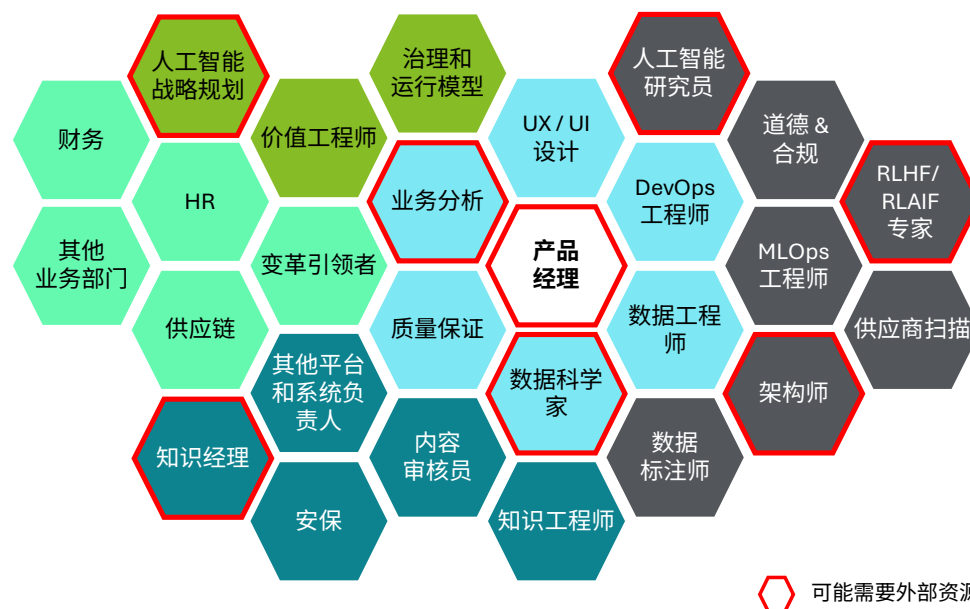 人工智能
战略规划
治理和
运行模型
人工智能
研究员
财务
价值工程师
UX / UI
设计
道德 &
合规
HR
业务分析
DevOps
工程师
RLHF/
RLAIF
专家
其他
业务部门
变革引领者
产品
经理
MLOps
工程师
供应链
质量保证
数据工程
师
供应商扫描
其他平台
和系统负
责人
数据科学
家
架构师
知识经理
内容
审核员
数据
标注师
安保
知识工程师
可能需要外部资源